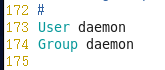 172 #
173 User daemon
174 Group daemon
175